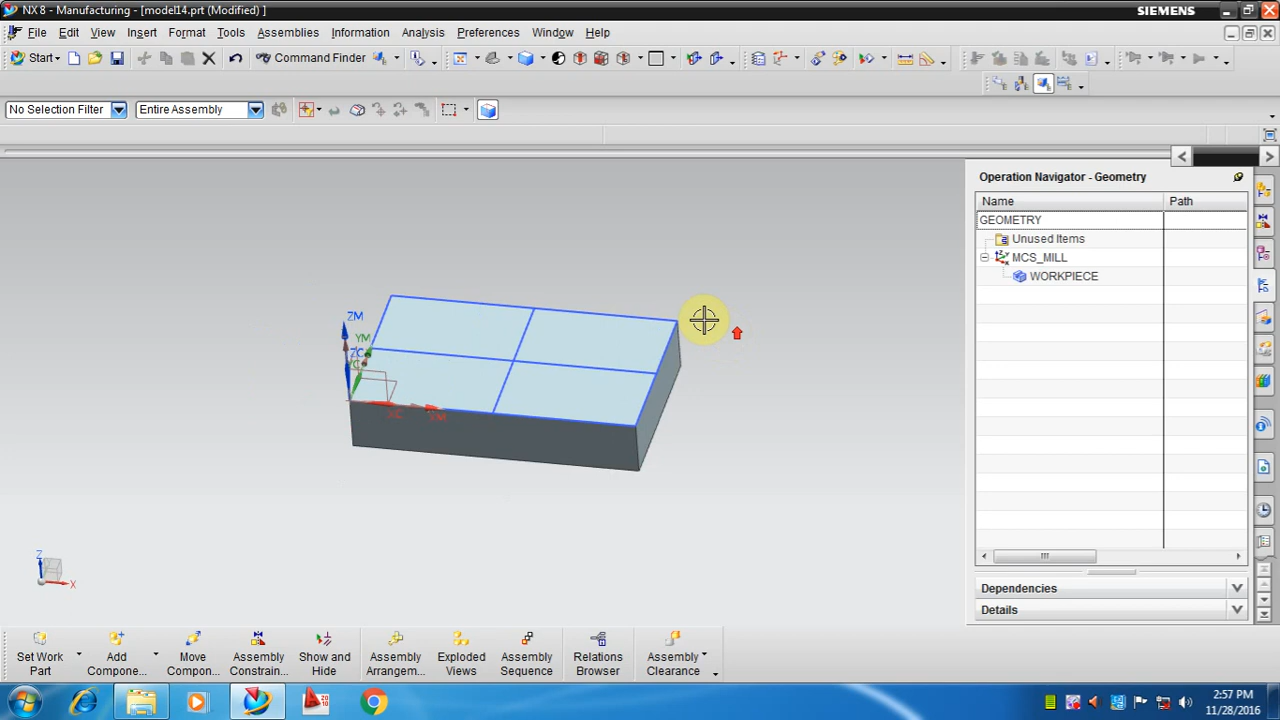 NX 8 - Manufacturing - [model14.prt (Modified) ]
SIEMENS
File Edit View Insert Format Tools Assemblies Information Analysis Preferences Window Help
Start
Command Finder
No Selection Filter
Entire Assembly
Operation Navigator - Geometry
Name Path
GEOMETRY
Unused Items
MCS_MILL
WORKPIECE
ZM
YM
ZC
XC
XM
Z
X
Dependencies
Details
Set Work Part
Add Compone...
Move Compon...
Assembly Constrain...
Show and Hide
Assembly Arrangem...
Exploded Views
Assembly Sequence
Relations Browser
Assembly Clearance
2:57 PM
11/28/2016